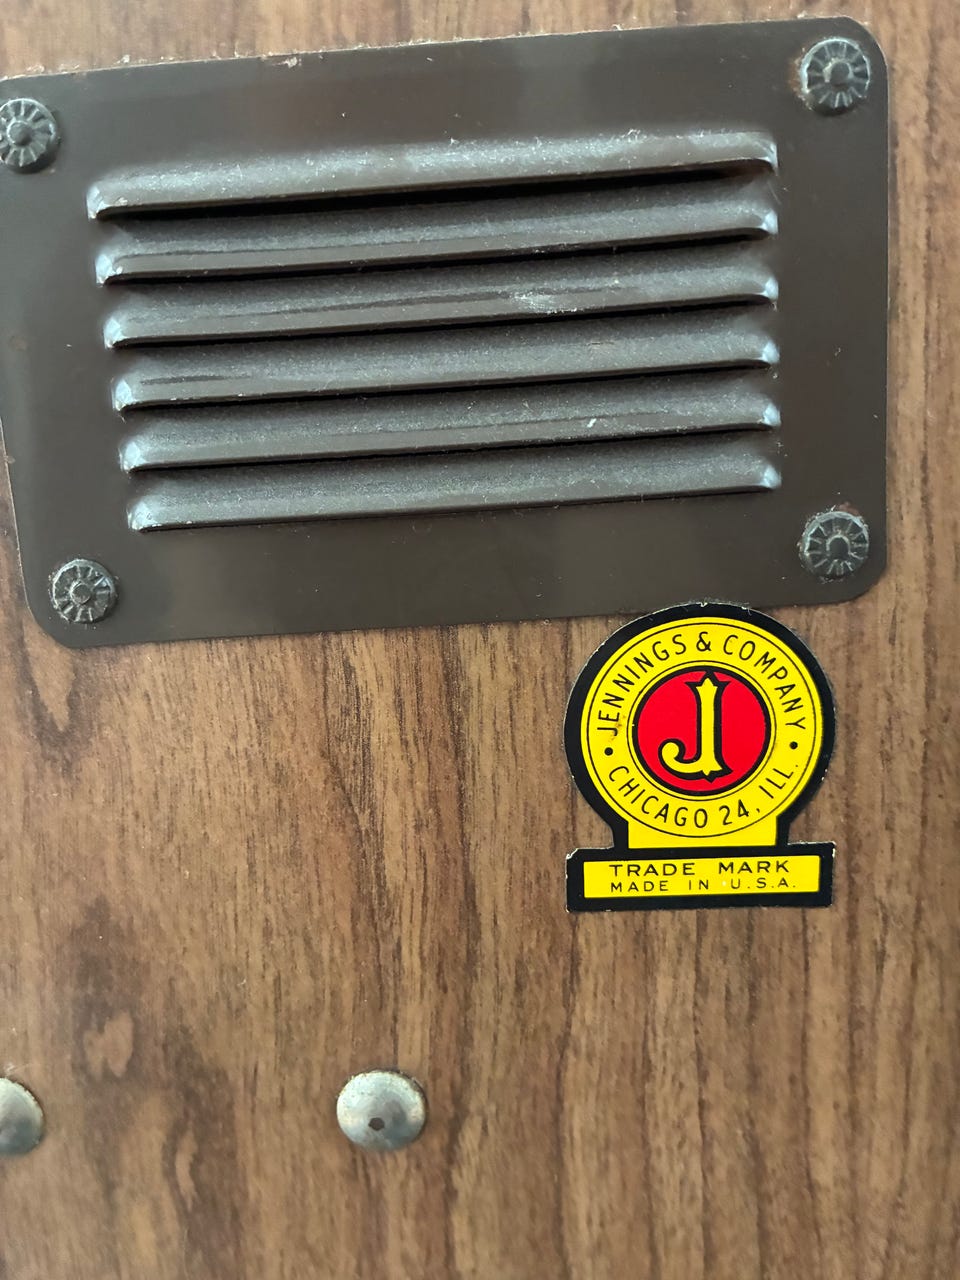 JENNINGS & COMPANY
J
• CHICAGO 24, ILL. •
TRADE MARK
MADE IN U.S.A.